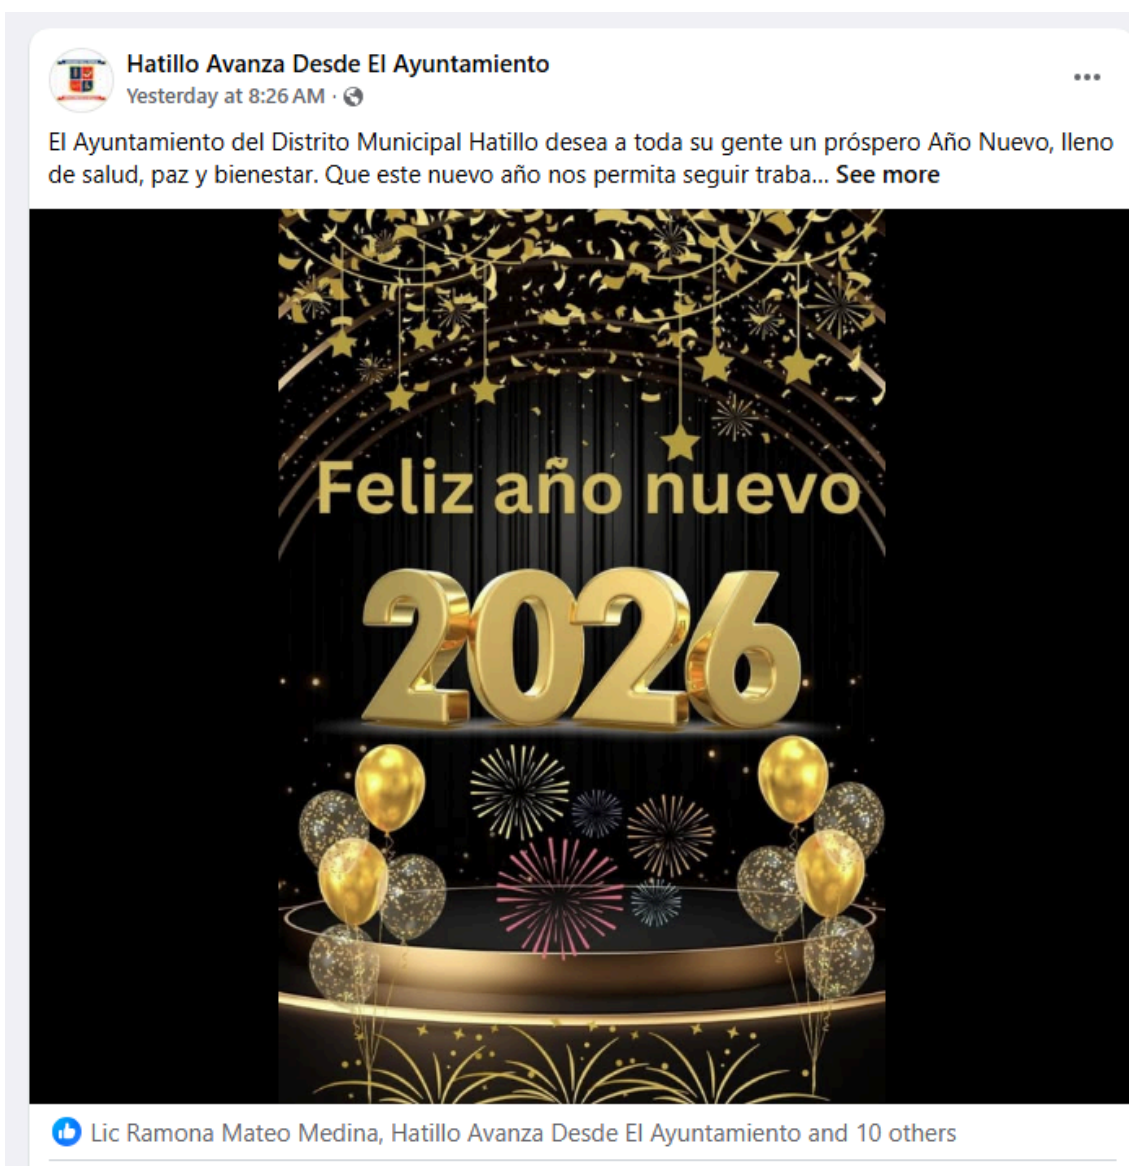 Hatillo Avanza Desde El Ayuntamiento
Yesterday at 8:26 AM ·
El Ayuntamiento del Distrito Municipal Hatillo desea a toda su gente un próspero Año Nuevo, lleno
de salud, paz y bienestar. Que este nuevo año nos permita seguir traba... See more
Feliz año nuevo
2026
Lic Ramona Mateo Medina, Hatillo Avanza Desde El Ayuntamiento and 10 others